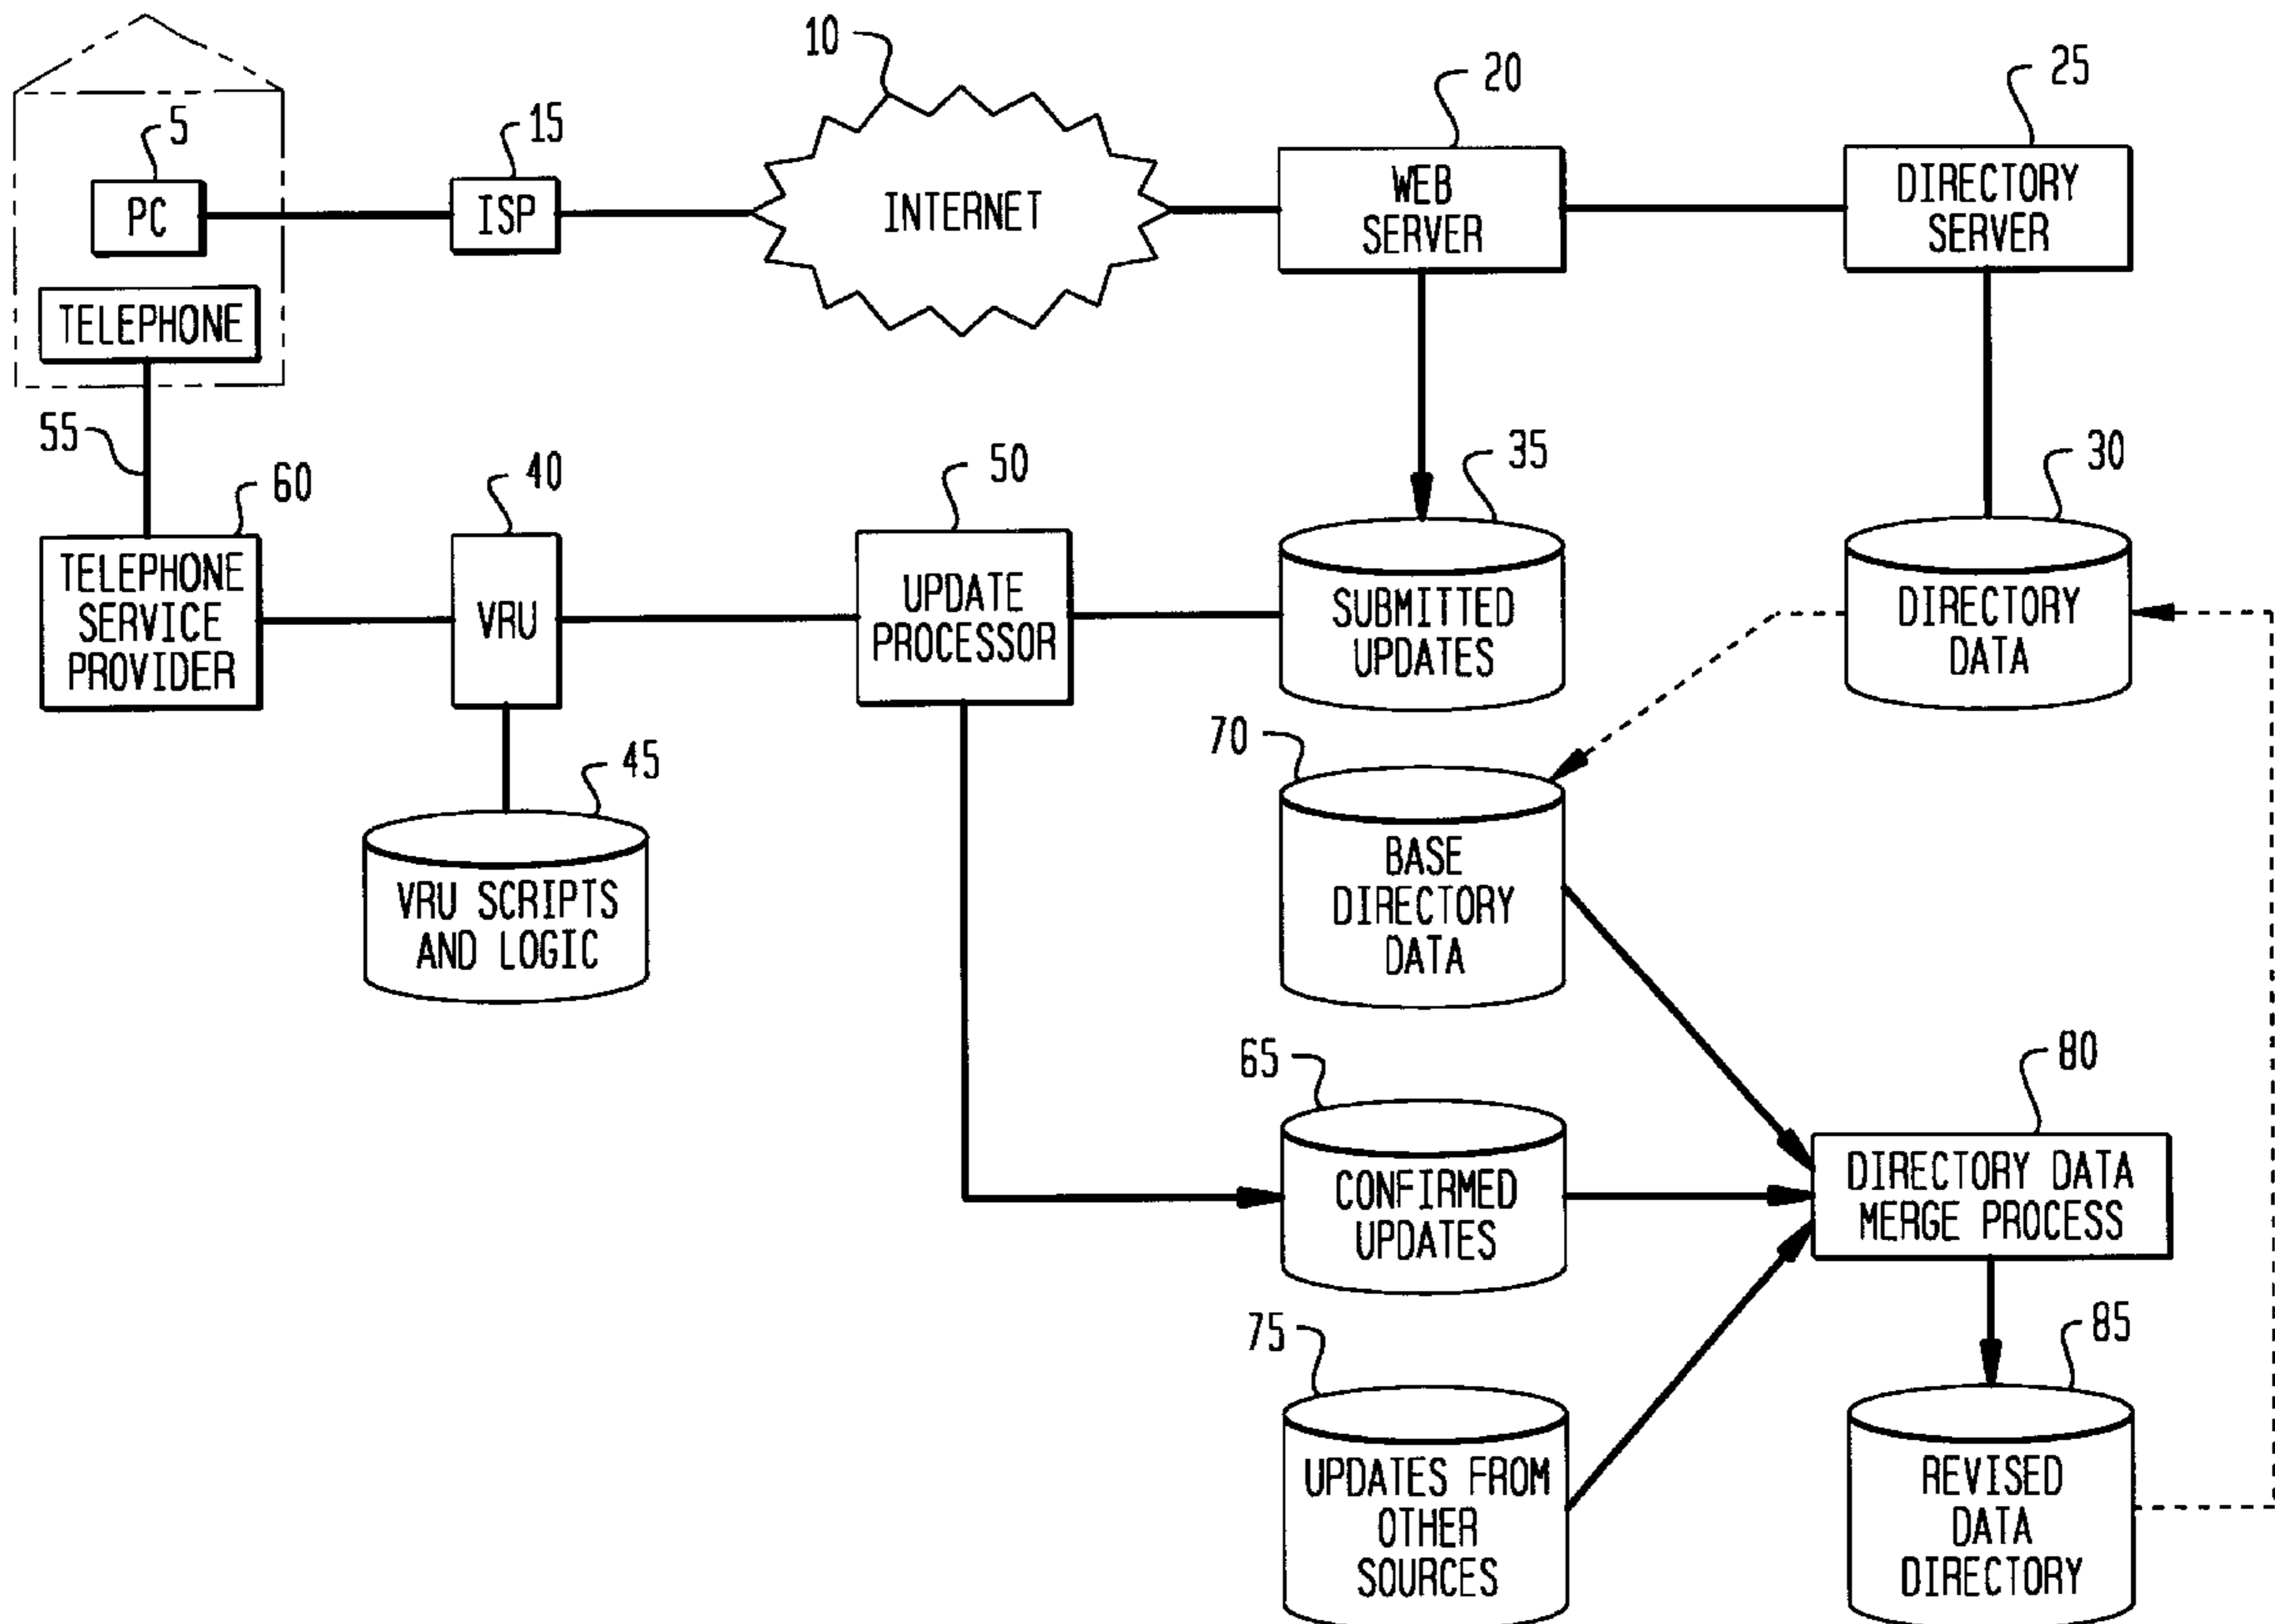 10
20
25
5
15
PC
ISP
INTERNET
WEB
SERVER
DIRECTORY
SERVER
TELEPHONE
55
60
40
50
35
30
TELEPHONE
SERVICE
PROVIDER
VRU
UPDATE
PROCESSOR
SUBMITTED
UPDATES
DIRECTORY
DATA
45
70
VRU SCRIPTS
AND LOGIC
BASE
DIRECTORY
DATA
65
80
CONFIRMED
UPDATES
DIRECTORY DATA
MERGE PROCESS
75
85
UPDATES FROM
OTHER
SOURCES
REVISED
DATA
DIRECTORY